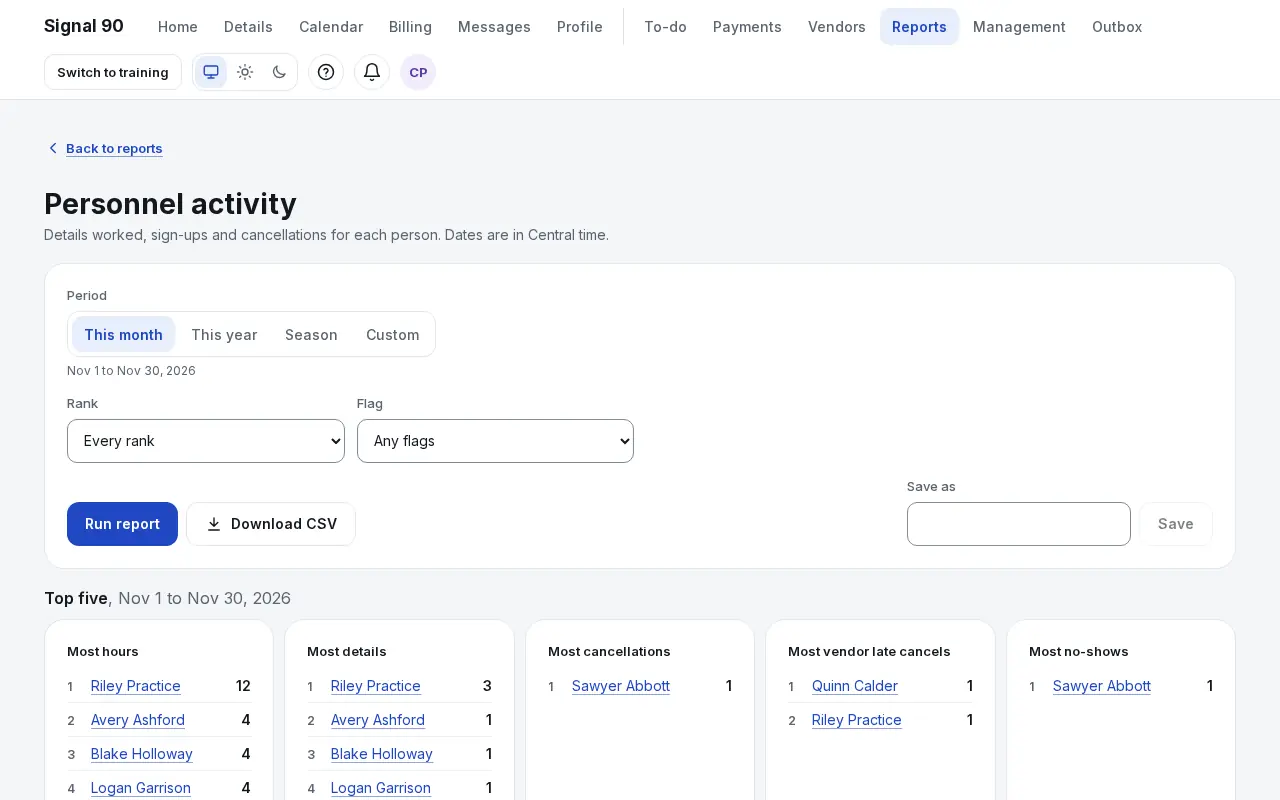 Signal 90
Home
Details
Calendar
Billing
Messages
Profile
To-do
Payments
Vendors
Reports
Management
Outbox
Switch to training
CP
Back to reports
Personnel activity
Details worked, sign-ups and cancellations for each person. Dates are in Central time.
Period
This month
This year
Season
Custom
Nov 1 to Nov 30, 2026
Rank
Flag
Every rank
Any flags
Save as
Run report
Download CSV
Save
Top five, Nov 1 to Nov 30, 2026
Most hours
1 Riley Practice 12
2 Avery Ashford 4
3 Blake Holloway 4
4 Logan Garrison 4
Most details
1 Riley Practice 3
2 Avery Ashford 1
3 Blake Holloway 1
4 Logan Garrison 1
Most cancellations
1 Sawyer Abbott 1
Most vendor late cancels
1 Quinn Calder 1
2 Riley Practice 1
Most no-shows
1 Sawyer Abbott 1